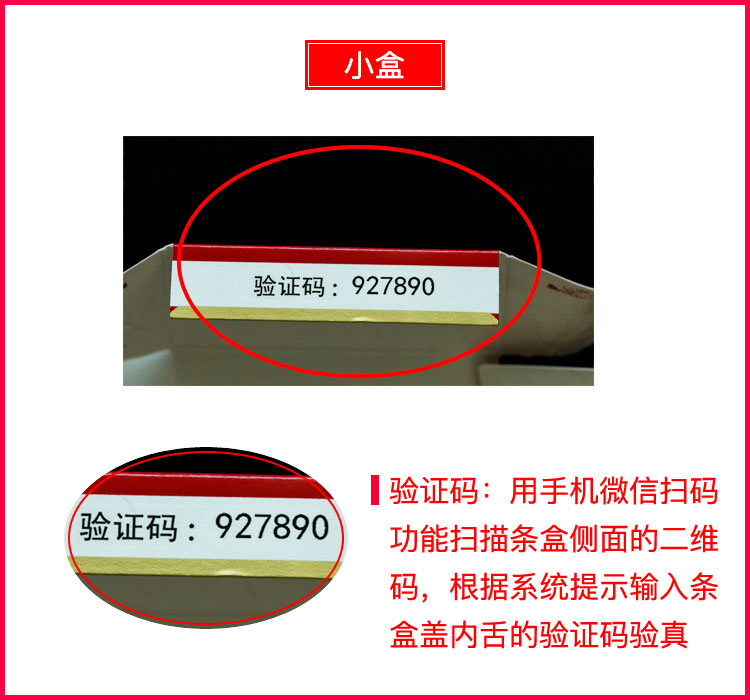 小盒
验证码：927890
验证码：927890
验证码：用手机微信扫码
功能扫描条盒侧面的二维
码，根据系统提示输入条
盒盖内舌的验证码验真